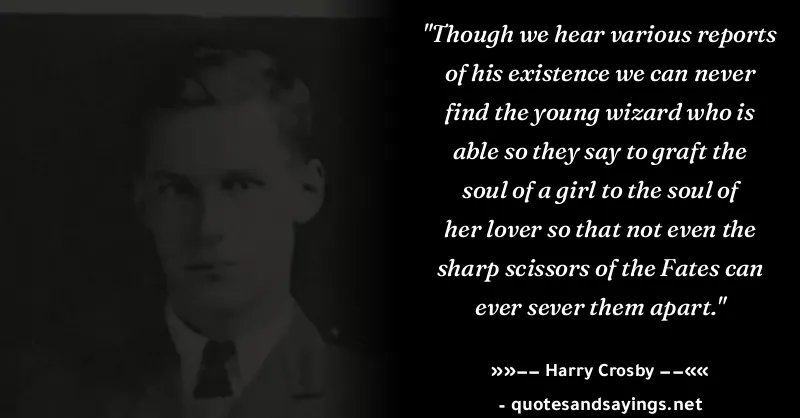 "Though we hear various reports
of his existence we can never
find the young wizard who is
able so they say to graft the
soul of a girl to the soul of
her lover so that not even the
sharp scissors of the Fates can
ever sever them apart."
»»–– Harry Crosby ––««
- quotesandsayings.net